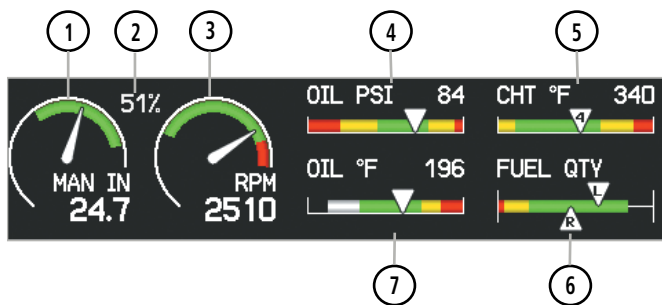 1 2 3 4 5
51% OIL PSI 84 CHT °F 340
4
MAN IN RPM OIL °F 196 FUEL QTY
24.7 2510
L
R
7 6